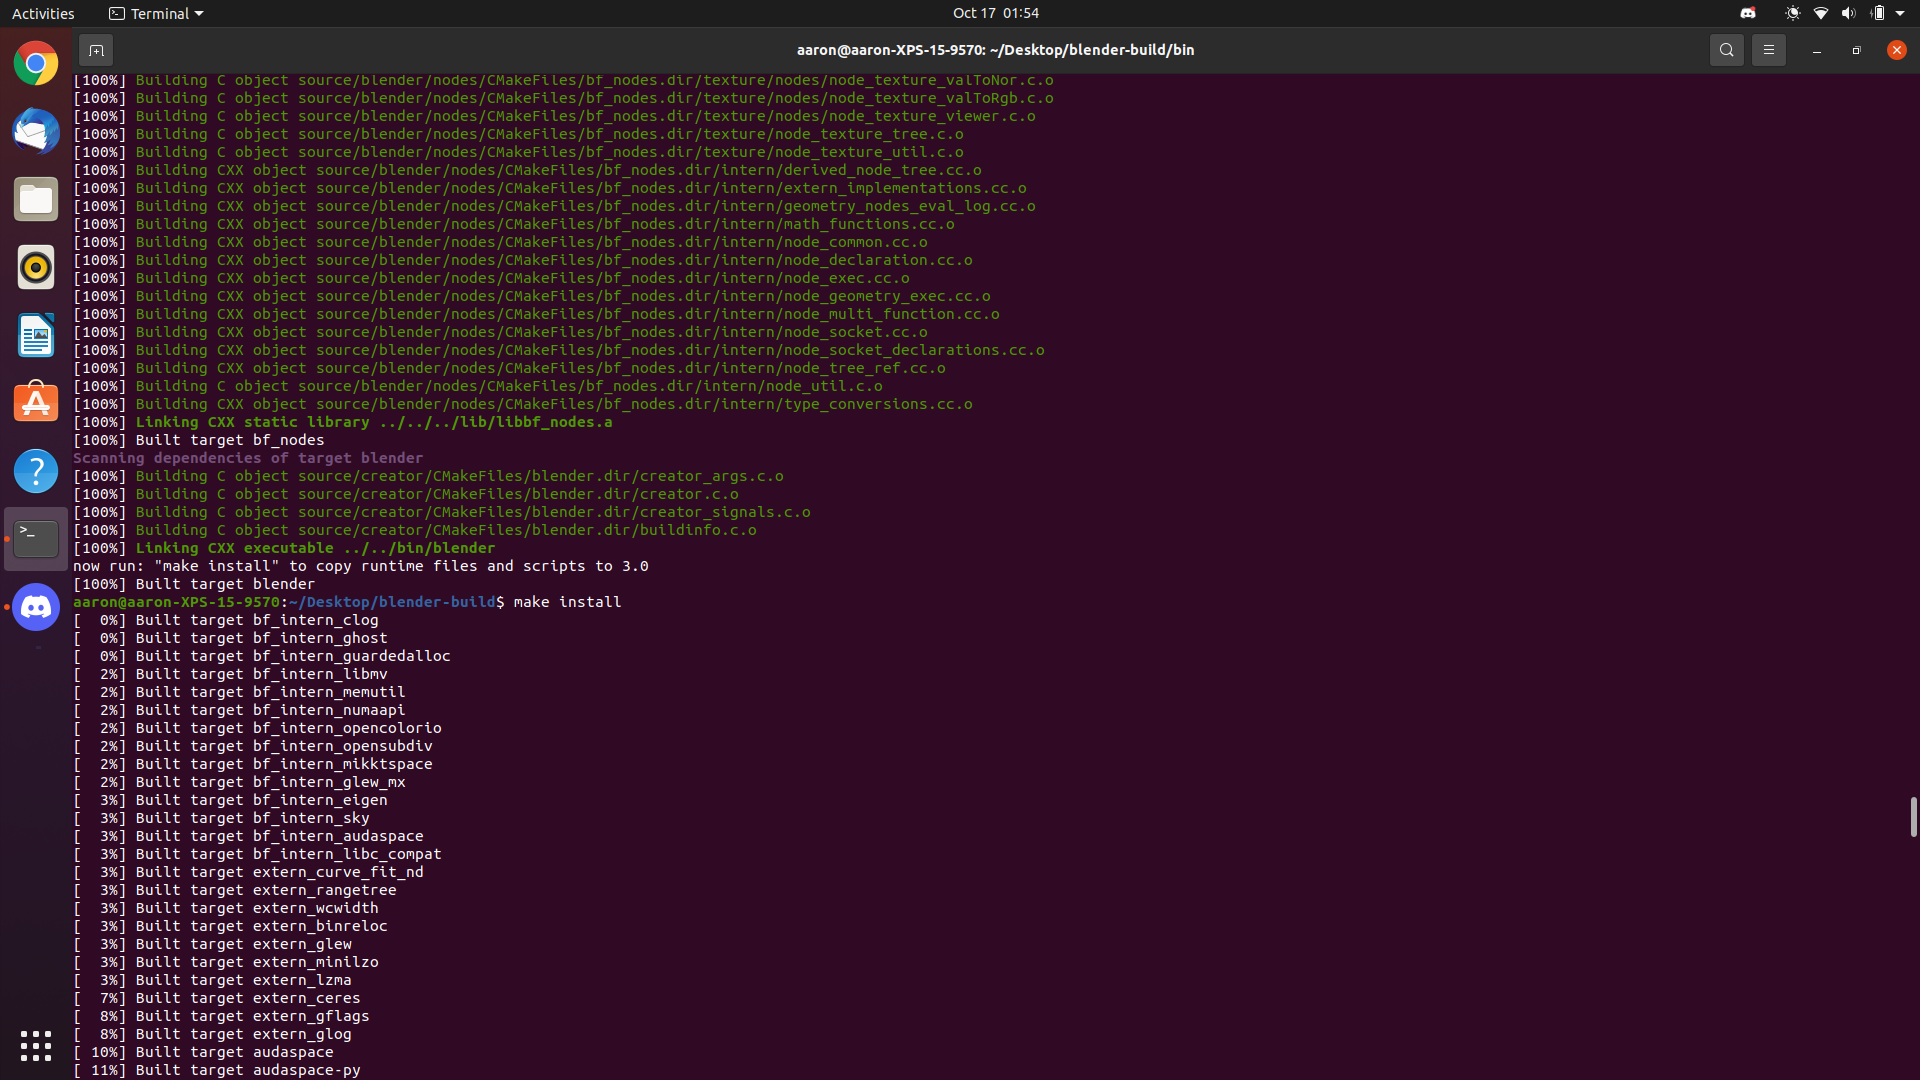 Activities
Terminal
Oct 17 01:54
aaron@aaron-XPS-15-9570: ~/Desktop/blender-build/bin
[100%] Building C object source/blender/nodes/CMakeFiles/bf_nodes.dir/texture/nodes/node_texture_valToNor.c.o
[100%] Building C object source/blender/nodes/CMakeFiles/bf_nodes.dir/texture/nodes/node_texture_valToRgb.c.o
[100%] Building C object source/blender/nodes/CMakeFiles/bf_nodes.dir/texture/nodes/node_texture_viewer.c.o
[100%] Building C object source/blender/nodes/CMakeFiles/bf_nodes.dir/texture/node_texture_tree.c.o
[100%] Building C object source/blender/nodes/CMakeFiles/bf_nodes.dir/texture/node_texture_util.c.o
[100%] Building CXX object source/blender/nodes/CMakeFiles/bf_nodes.dir/intern/derived_node_tree.cc.o
[100%] Building CXX object source/blender/nodes/CMakeFiles/bf_nodes.dir/intern/extern_implementations.cc.o
[100%] Building CXX object source/blender/nodes/CMakeFiles/bf_nodes.dir/intern/geometry_nodes_eval_log.cc.o
[100%] Building CXX object source/blender/nodes/CMakeFiles/bf_nodes.dir/intern/math_functions.cc.o
[100%] Building CXX object source/blender/nodes/CMakeFiles/bf_nodes.dir/intern/node_common.cc.o
[100%] Building CXX object source/blender/nodes/CMakeFiles/bf_nodes.dir/intern/node_declaration.cc.o
[100%] Building CXX object source/blender/nodes/CMakeFiles/bf_nodes.dir/intern/node_exec.cc.o
[100%] Building CXX object source/blender/nodes/CMakeFiles/bf_nodes.dir/intern/node_geometry_exec.cc.o
[100%] Building CXX object source/blender/nodes/CMakeFiles/bf_nodes.dir/intern/node_multi_function.cc.o
[100%] Building CXX object source/blender/nodes/CMakeFiles/bf_nodes.dir/intern/node_socket.cc.o
[100%] Building CXX object source/blender/nodes/CMakeFiles/bf_nodes.dir/intern/node_socket_declarations.cc.o
[100%] Building CXX object source/blender/nodes/CMakeFiles/bf_nodes.dir/intern/node_tree_ref.cc.o
[100%] Building C object source/blender/nodes/CMakeFiles/bf_nodes.dir/intern/node_util.c.o
[100%] Building CXX object source/blender/nodes/CMakeFiles/bf_nodes.dir/intern/type_conversions.cc.o
[100%] Linking CXX static library ../../../lib/libbf_nodes.a
[100%] Built target bf_nodes
Scanning dependencies of target blender
[100%] Building C object source/creator/CMakeFiles/blender.dir/creator_args.c.o
[100%] Building C object source/creator/CMakeFiles/blender.dir/creator.c.o
[100%] Building C object source/creator/CMakeFiles/blender.dir/creator_signals.c.o
[100%] Building C object source/creator/CMakeFiles/blender.dir/buildinfo.c.o
[100%] Linking CXX executable ../../bin/blender
now run: "make install" to copy runtime files and scripts to 3.0
[100%] Built target blender
aaron@aaron-XPS-15-9570:~/Desktop/blender-build$ make install
[  0%] Built target bf_intern_clog
[  0%] Built target bf_intern_ghost
[  0%] Built target bf_intern_guardedalloc
[  2%] Built target bf_intern_libmv
[  2%] Built target bf_intern_memutil
[  2%] Built target bf_intern_numaapi
[  2%] Built target bf_intern_opencolorio
[  2%] Built target bf_intern_opensubdiv
[  2%] Built target bf_intern_mikktspace
[  2%] Built target bf_intern_glew_mx
[  3%] Built target bf_intern_eigen
[  3%] Built target bf_intern_sky
[  3%] Built target bf_intern_audaspace
[  3%] Built target bf_intern_libc_compat
[  3%] Built target extern_curve_fit_nd
[  3%] Built target extern_rangetree
[  3%] Built target extern_wcwidth
[  3%] Built target extern_binreloc
[  3%] Built target extern_glew
[  3%] Built target extern_minilzo
[  3%] Built target extern_lzma
[  7%] Built target extern_ceres
[  8%] Built target extern_gflags
[  8%] Built target extern_glog
[ 10%] Built target audaspace
[ 11%] Built target audaspace-py